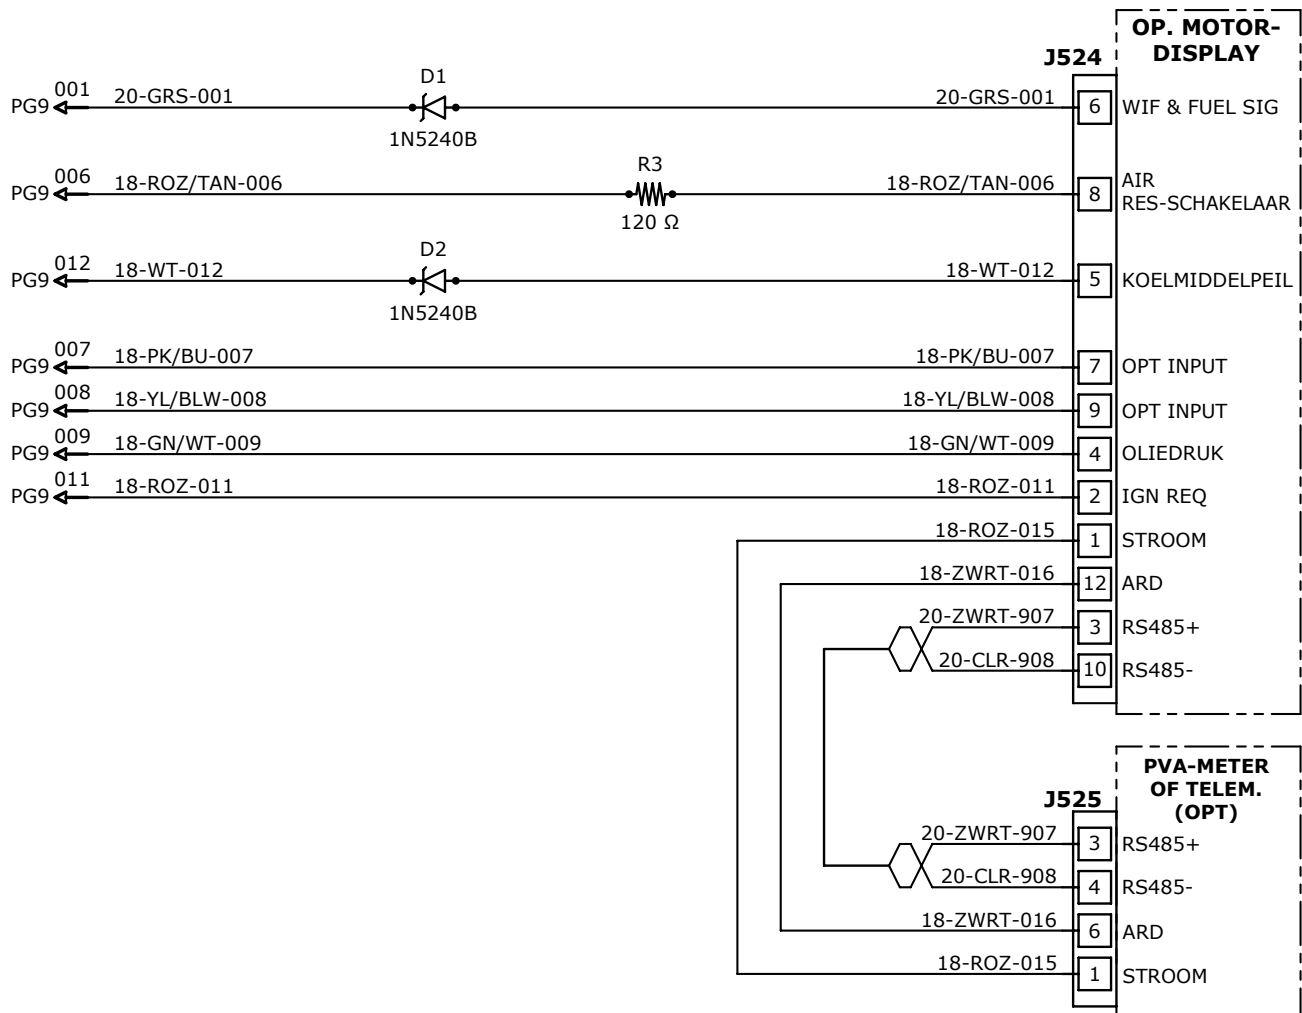 OP. MOTOR-
DISPLAY
J524
PG9 001 20-GRS-001 D1 1N5240B 20-GRS-001 6 WIF & FUEL SIG
PG9 006 18-ROZ/TAN-006 R3 120 Ω 18-ROZ/TAN-006 8 AIR
RES-SCHAKELAAR
PG9 012 18-WT-012 D2 1N5240B 18-WT-012 5 KOELMIDDELPEIL
PG9 007 18-PK/BU-007 18-PK/BU-007 7 OPT INPUT
PG9 008 18-YL/BLW-008 18-YL/BLW-008 9 OPT INPUT
PG9 009 18-GN/WT-009 18-GN/WT-009 4 OLIEDRUK
PG9 011 18-ROZ-011 18-ROZ-011 2 IGN REQ
18-ROZ-015 1 STROOM
18-ZWRT-016 12 ARD
20-ZWRT-907 3 RS485+
20-CLR-908 10 RS485-
PVA-METER
OF TELEM.
(OPT)
J525
20-ZWRT-907 3 RS485+
20-CLR-908 4 RS485-
18-ZWRT-016 6 ARD
18-ROZ-015 1 STROOM